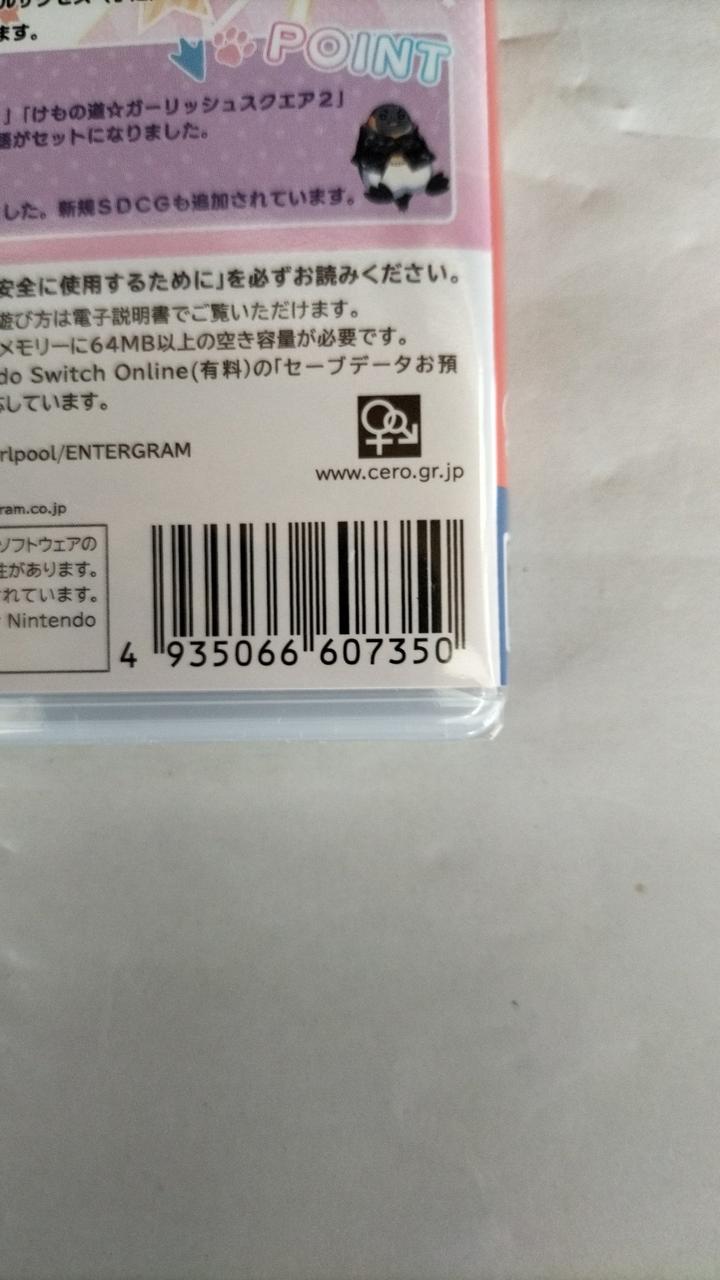 ます。
POINT
」「けもの道☆ガーリッシュスクエア2」
語がセットになりました。
した。新規SDCGも追加されています。
安全に使用するために」を必ずお読みください。
遊び方は電子説明書でご覧いただけます。
メモリーに64MB以上の空き容量が必要です。
do Switch Online(有料)の「セーブデータお預
しています。
rlpool/ENTERGRAM
www.cero.gr.jp
ram.co.jp
ソフトウェアの
性があります。
れています。
Nintendo
4 935066 607350